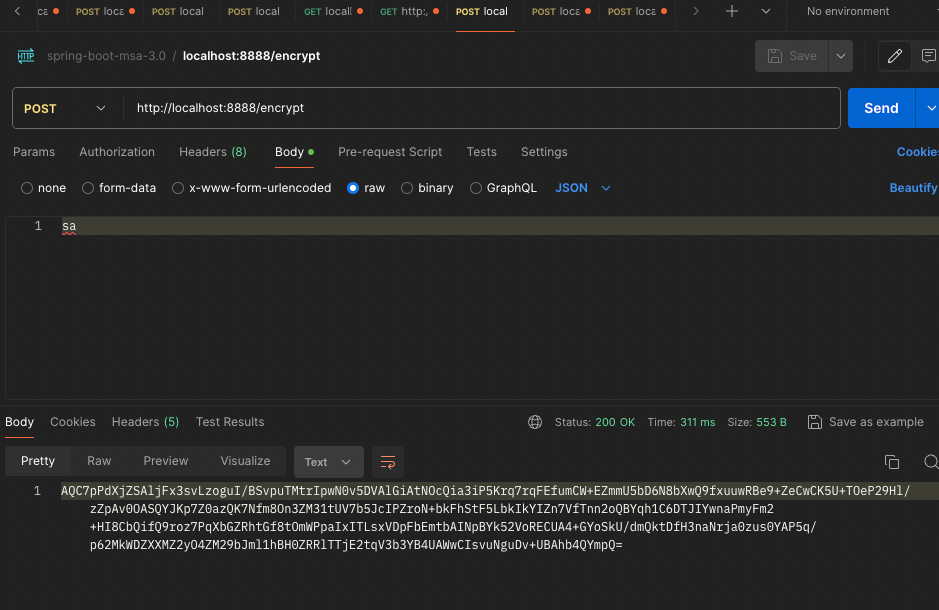 ca POST loca POST local POST local GET locall GET http:, POST local POST loca POST loca No environment
HTTP spring-boot-msa-3.0 / localhost:8888/encrypt Save
POST http://localhost:8888/encrypt Send
Params Authorization Headers (8) Body Pre-request Script Tests Settings Cookies
none form-data x-www-form-urlencoded raw binary GraphQL JSON Beautify
1 sa
Body Cookies Headers (5) Test Results Status: 200 OK Time: 311 ms Size: 553 B Save as example
Pretty Raw Preview Visualize Text
1 AQC7pPdXjZSAljFx3svLzoguI/BSvpuTMtrIpwN0v5DVAlGiAtNOcQia3iP5Krq7rqFEfumCW+EZmmU5bD6N8bXwQ9fxuuwRBe9+ZeCwCK5U+TOeP29Hl/
zZpAv0OASQYJKp7Z0azQK7Nfm8On3ZM31tUV7b5JcIPZroN+bkFhStF5LbkIkYIZn7VfTnn2oQBYqh1C6DTJIYwnaPmyFm2
+HI8CbQifQ9roz7PqXbGZRhtGf8tOmWPpaIxITLsxVDpFbEmtbAINpBYk52VoRECUA4+GYoSkU/dmQktDfH3naNrja0zus0YAP5q/
p62MkWDZXXMZ2yO4ZM29bJml1hBH0ZRRlTTjE2tqV3b3YB4UAWwCIsvuNguDv+UBAhb4QYmpQ=